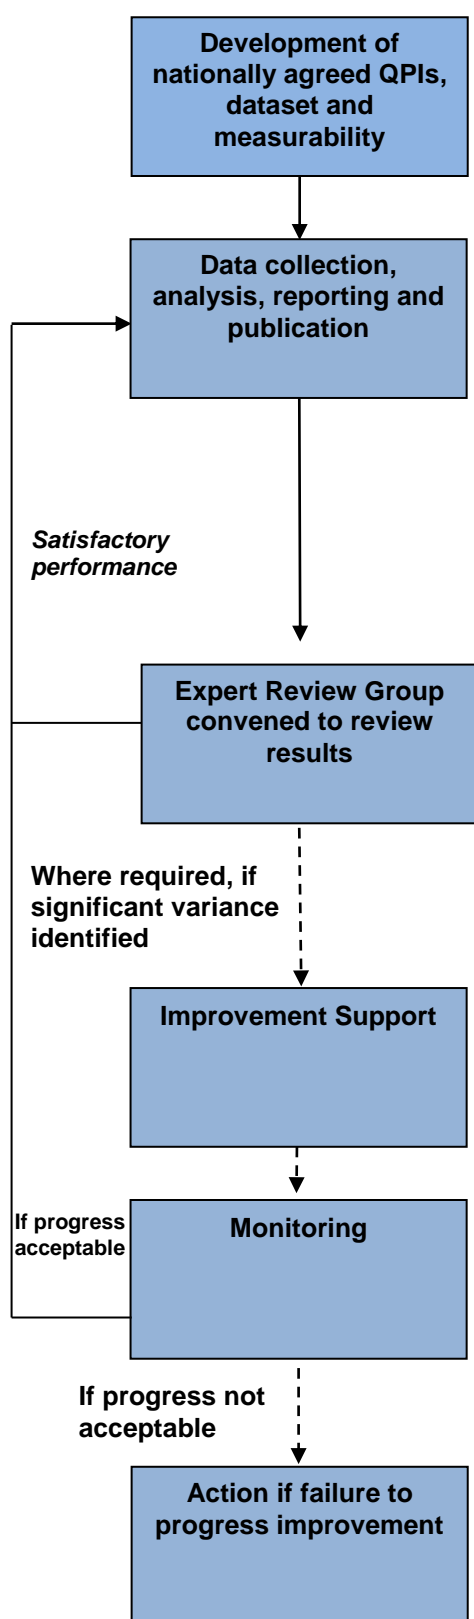 Development of
nationally agreed QPIs,
dataset and
measurability
Data collection,
analysis, reporting and
publication
Satisfactory
performance
Expert Review Group
convened to review
results
Where required, if
significant variance
identified
Improvement Support
If progress
acceptable
Monitoring
If progress not
acceptable
Action if failure to
progress improvement